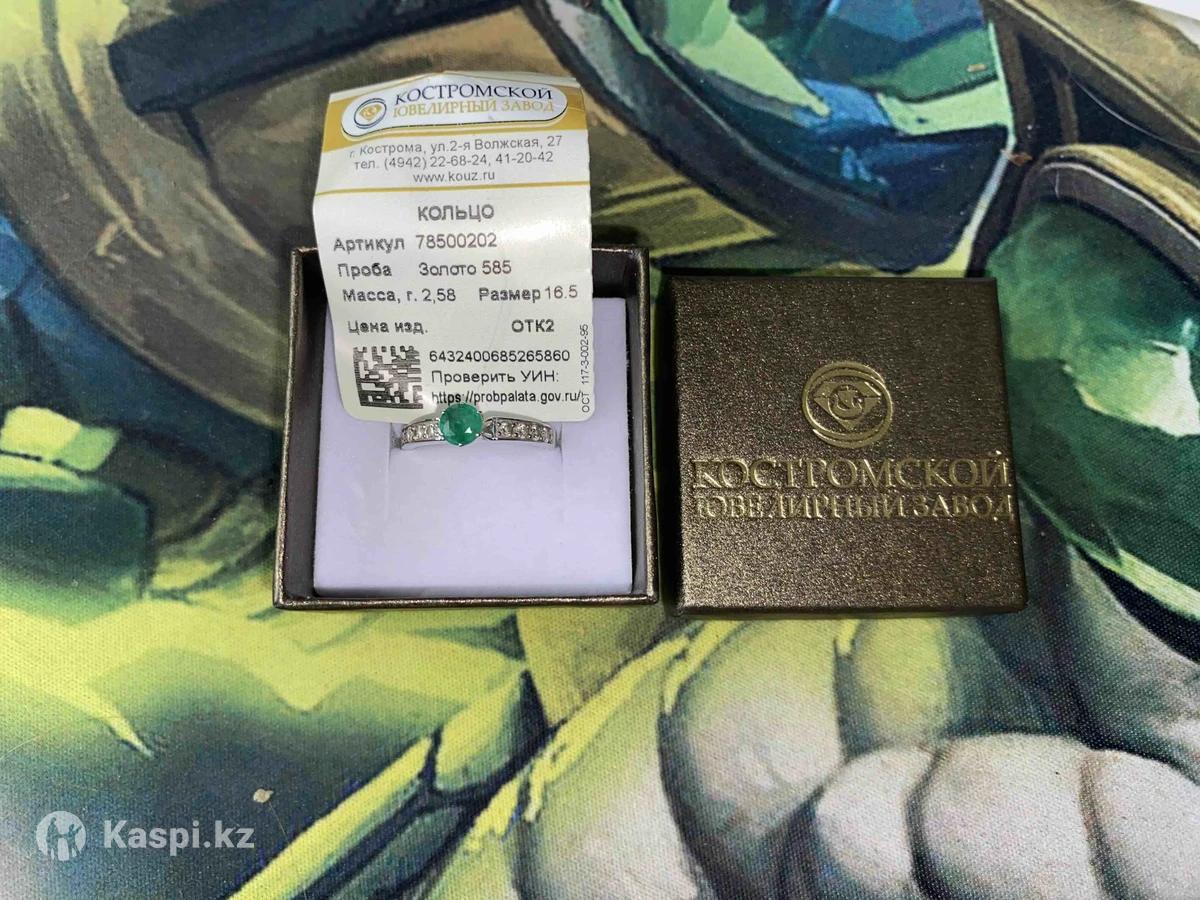 КОСТРОМСКОЙ
ЮВЕЛИРНЫЙ ЗАВОД
г. Кострома, ул.2-я Волжская, 27
тел. (4942) 22-68-24, 41-20-42
www.kouz.ru
КОЛЬЦО
Артикул 78500202
Проба Золото 585
Масса, г. 2,58 Размер 16.5
Цена изд. ОТК2
6432400685265860
Проверить УИН:
https://probpalata.gov.ru/
ОСТ 117-3-002-95
КОСТРОМСКОЙ
ЮВЕЛИРНЫЙ ЗАВОД
Kaspi.kz